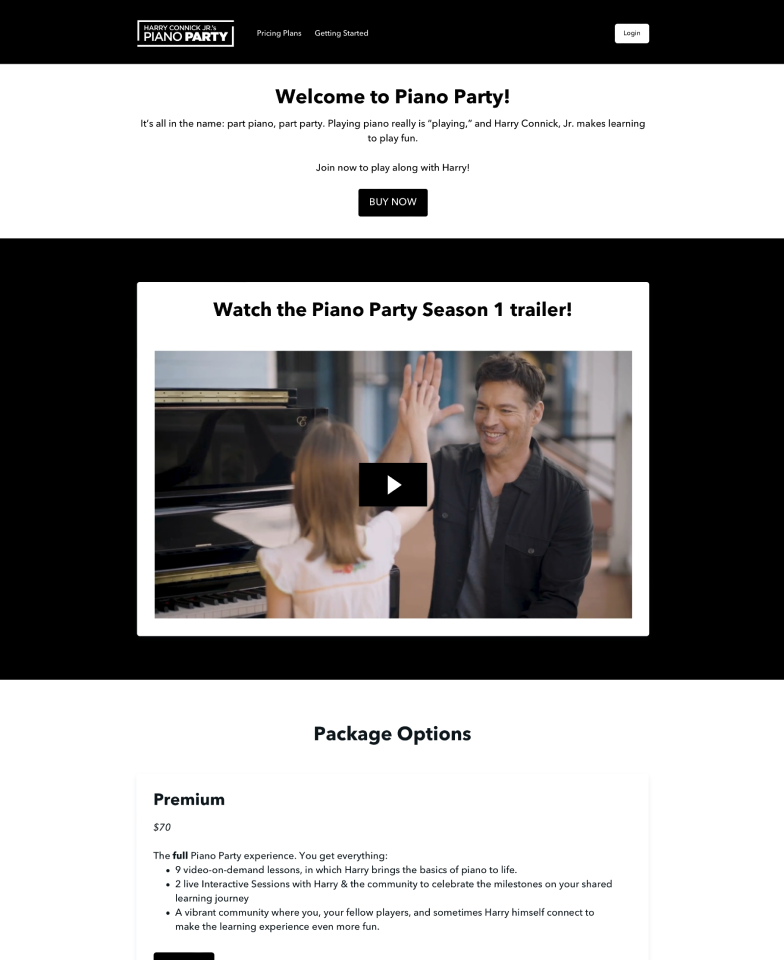 HARRY CONNICK JR.'s
PIANO PARTY
Pricing Plans
Getting Started
Login
Welcome to Piano Party!
It's all in the name: part piano, part party. Playing piano really is “playing,” and Harry Connick, Jr. makes learning
to play fun.
Join now to play along with Harry!
BUY NOW
Watch the Piano Party Season 1 trailer!
Package Options
Premium
$70
The full Piano Party experience. You get everything:
• 9 video-on-demand lessons, in which Harry brings the basics of piano to life.
• 2 live Interactive Sessions with Harry & the community to celebrate the milestones on your shared
learning journey
• A vibrant community where you, your fellow players, and sometimes Harry himself connect to
make the learning experience even more fun.